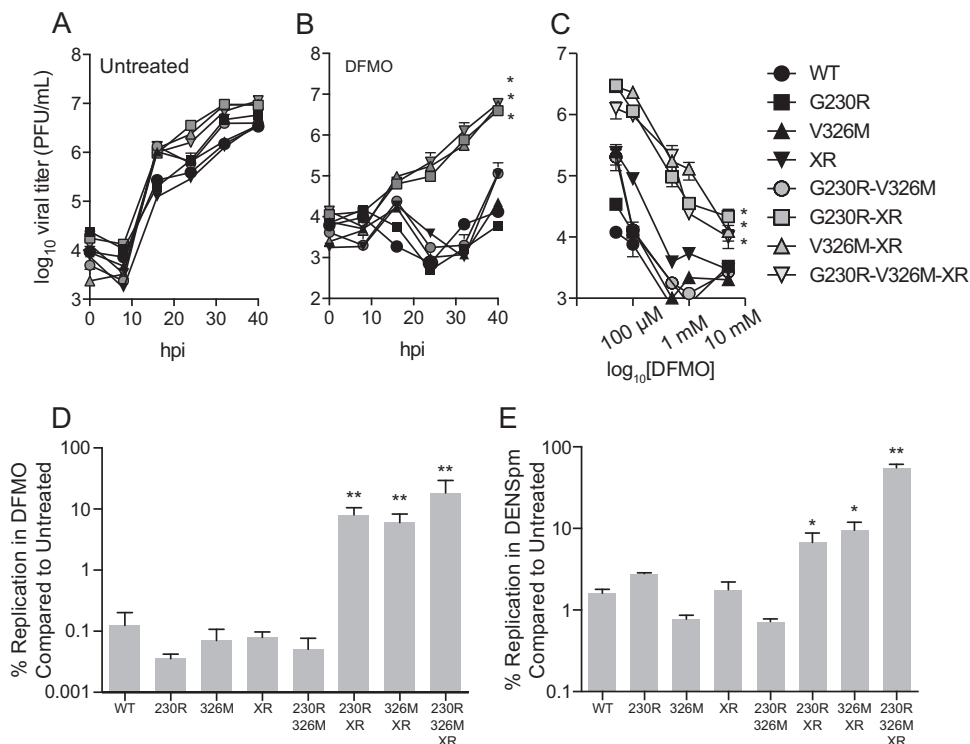 A
Untreated
log10 viral titer (PFU/mL)
8
7
6
5
4
3
0 10 20 30 40
hpi
B
DFMO
8
7
6
5
4
3
2
*
*
*
0 10 20 30 40
hpi
C
7
6
5
4
3
*
*
*
100 µM
1 mM
10 mM
log10[DFMO]
WT
G230R
V326M
XR
G230R-V326M
G230R-XR
V326M-XR
G230R-V326M-XR
D
% Replication in DFMO
Compared to Untreated
100
10
0.1
0.001
** ** **
WT 230R 326M XR 230R 326M 230R XR 326M XR 230R 326M XR
E
% Replication in DENSpm
Compared to Untreated
100
10
1
0.1
* * **
WT 230R 326M XR 230R 326M 230R XR 326M XR 230R 326M XR